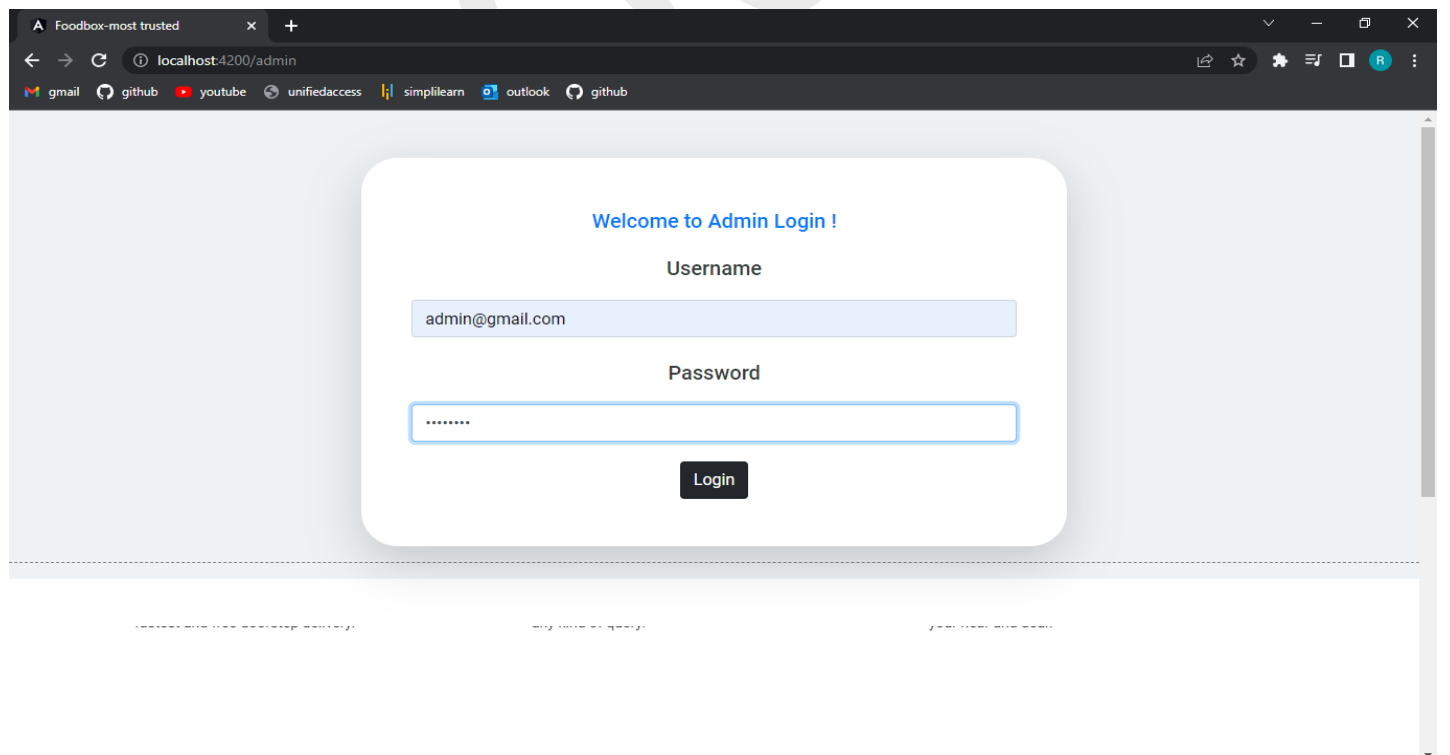 Foodbox-most trusted
localhost:4200/admin
R
gmail github youtube unifiedaccess simplilearn outlook github
Welcome to Admin Login !
Username
admin@gmail.com
Password
••••••••
Login